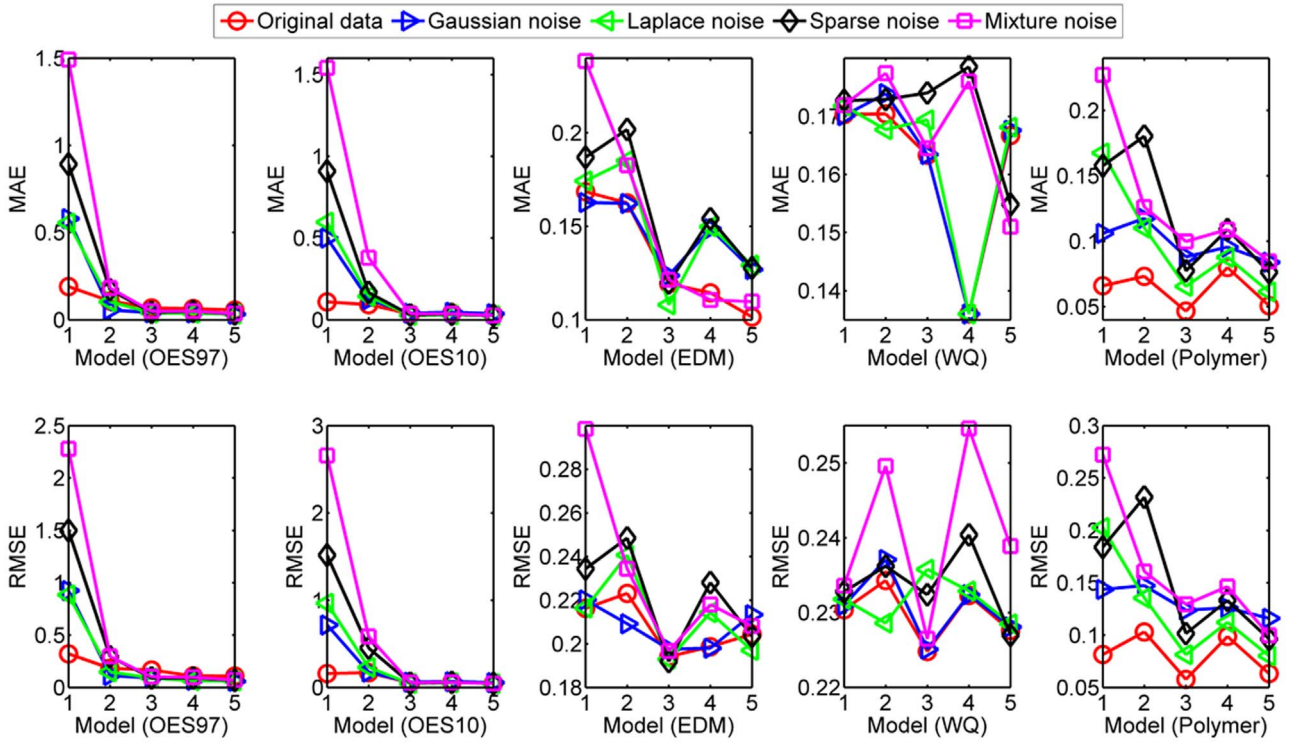 Original data Gaussian noise Laplace noise Sparse noise Mixture noise
MAE
1.5
1
0.5
0
1 2 3 4 5
Model (OES97)
MAE
1.5
1
0.5
0
1 2 3 4 5
Model (OES10)
MAE
0.2
0.15
0.1
1 2 3 4 5
Model (EDM)
MAE
0.17
0.16
0.15
0.14
1 2 3 4 5
Model (WQ)
MAE
0.2
0.15
0.1
0.05
1 2 3 4 5
Model (Polymer)
RMSE
2.5
2
1.5
1
0.5
0
1 2 3 4 5
Model (OES97)
RMSE
3
2
1
0
1 2 3 4 5
Model (OES10)
RMSE
0.28
0.26
0.24
0.22
0.2
0.18
1 2 3 4 5
Model (EDM)
RMSE
0.25
0.24
0.23
0.22
1 2 3 4 5
Model (WQ)
RMSE
0.3
0.25
0.2
0.15
0.1
0.05
1 2 3 4 5
Model (Polymer)